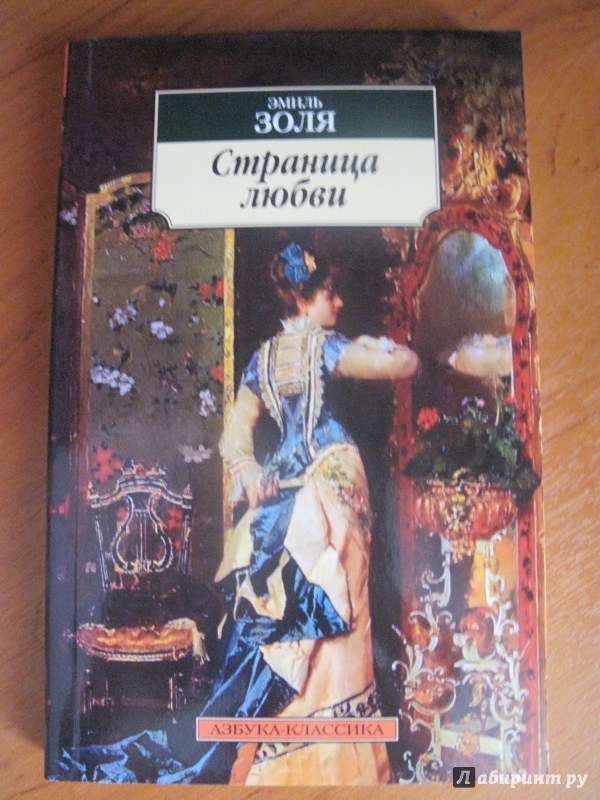 ЭМИЛЬ
ЗОЛЯ
Страница
любви
АЗБУКА-КЛАССИКА
Лабиринт.ру